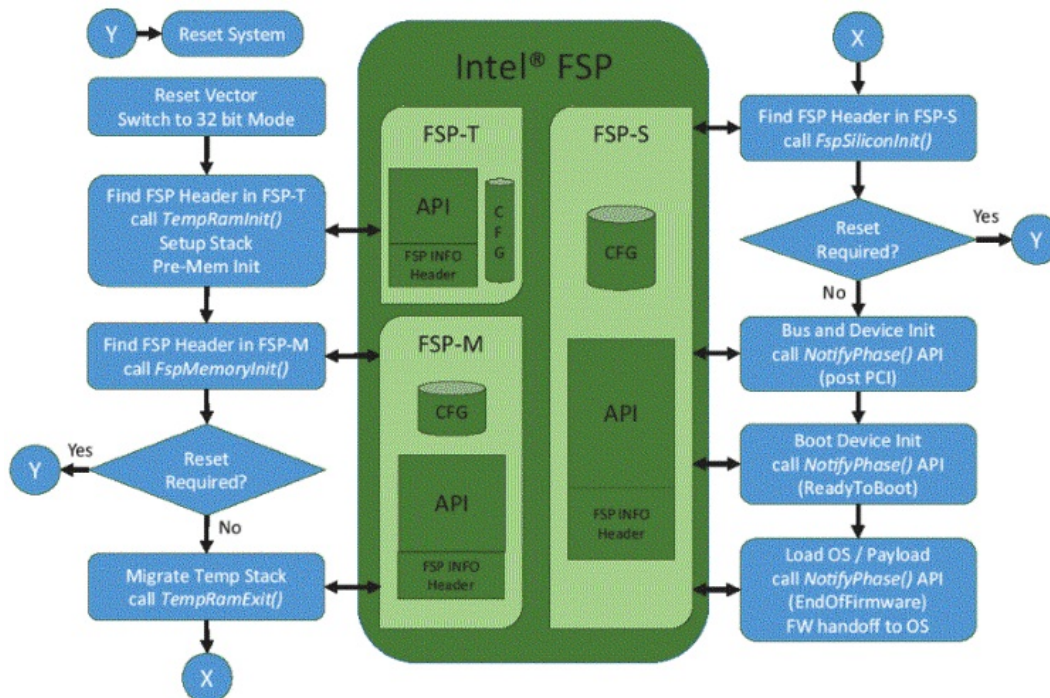 Y
Reset System
Reset Vector
Switch to 32 bit Mode
Find FSP Header in FSP-T
call TempRamInit()
Setup Stack
Pre-Mem Init
Find FSP Header in FSP-M
call FspMemoryInit()
Yes
Y
Reset
Required?
No
Migrate Temp Stack
call TempRamExit()
X
Intel® FSP
FSP-T
API
FSP INFO
Header
C
F
G
FSP-M
CFG
API
FSP INFO
Header
FSP-S
CFG
API
FSP INFO
Header
X
Find FSP Header in FSP-S
call FspSiliconInit()
Reset
Required?
Yes
Y
No
Bus and Device Init
call NotifyPhase() API
(post PCI)
Boot Device Init
call NotifyPhase() API
(ReadyToBoot)
Load OS / Payload
call NotifyPhase() API
(EndOfFirmware)
FW handoff to OS